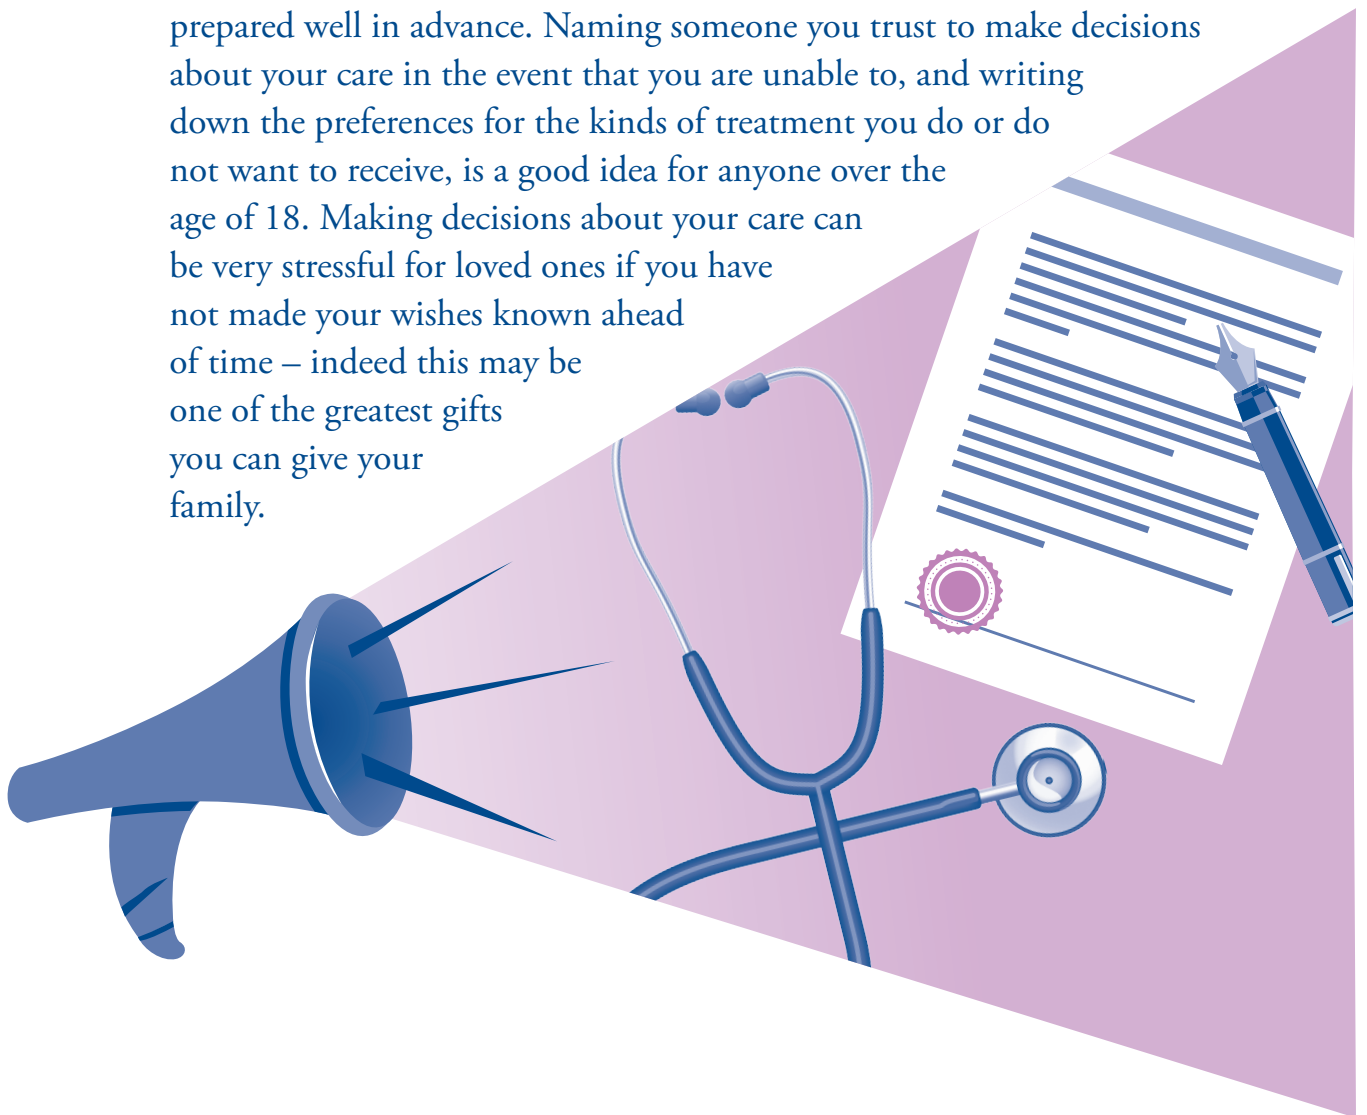 prepared well in advance. Naming someone you trust to make decisions
about your care in the event that you are unable to, and writing
down the preferences for the kinds of treatment you do or do
not want to receive, is a good idea for anyone over the
age of 18. Making decisions about your care can
be very stressful for loved ones if you have
not made your wishes known ahead
of time – indeed this may be
one of the greatest gifts
you can give your
family.